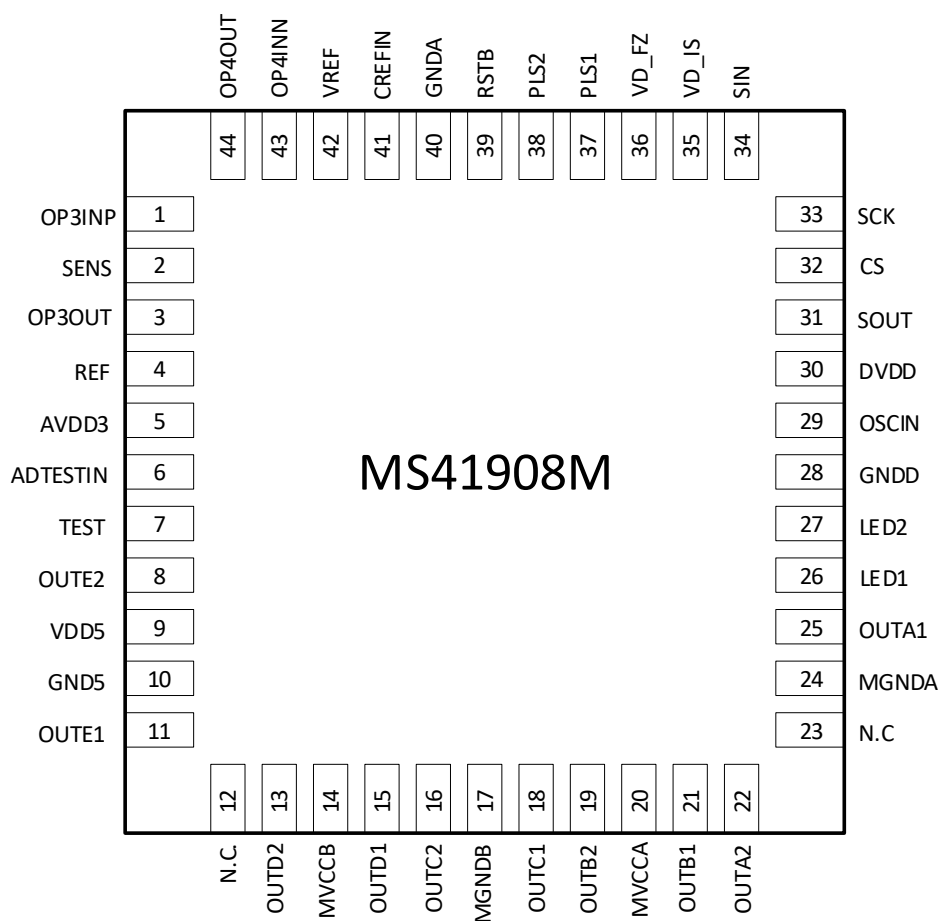 OP4OUT
OP4INN
VREF
CREFIN
GNDA
RSTB
PLS2
PLS1
VD_FZ
VD_IS
SIN
44
43
42
41
40
39
38
37
36
35
34
OP3INP 1
SENS 2
OP3OUT 3
REF 4
AVDD3 5
ADTESTIN 6
TEST 7
OUTE2 8
VDD5 9
GND5 10
OUTE1 11
MS41908M
33 SCK
32 CS
31 SOUT
30 DVDD
29 OSCIN
28 GNDD
27 LED2
26 LED1
25 OUTA1
24 MGNDA
23 N.C
12
13
14
15
16
17
18
19
20
21
22
N.C.
OUTD2
MVCCB
OUTD1
OUTC2
MGNDB
OUTC1
OUTB2
MVCCA
OUTB1
OUTA2